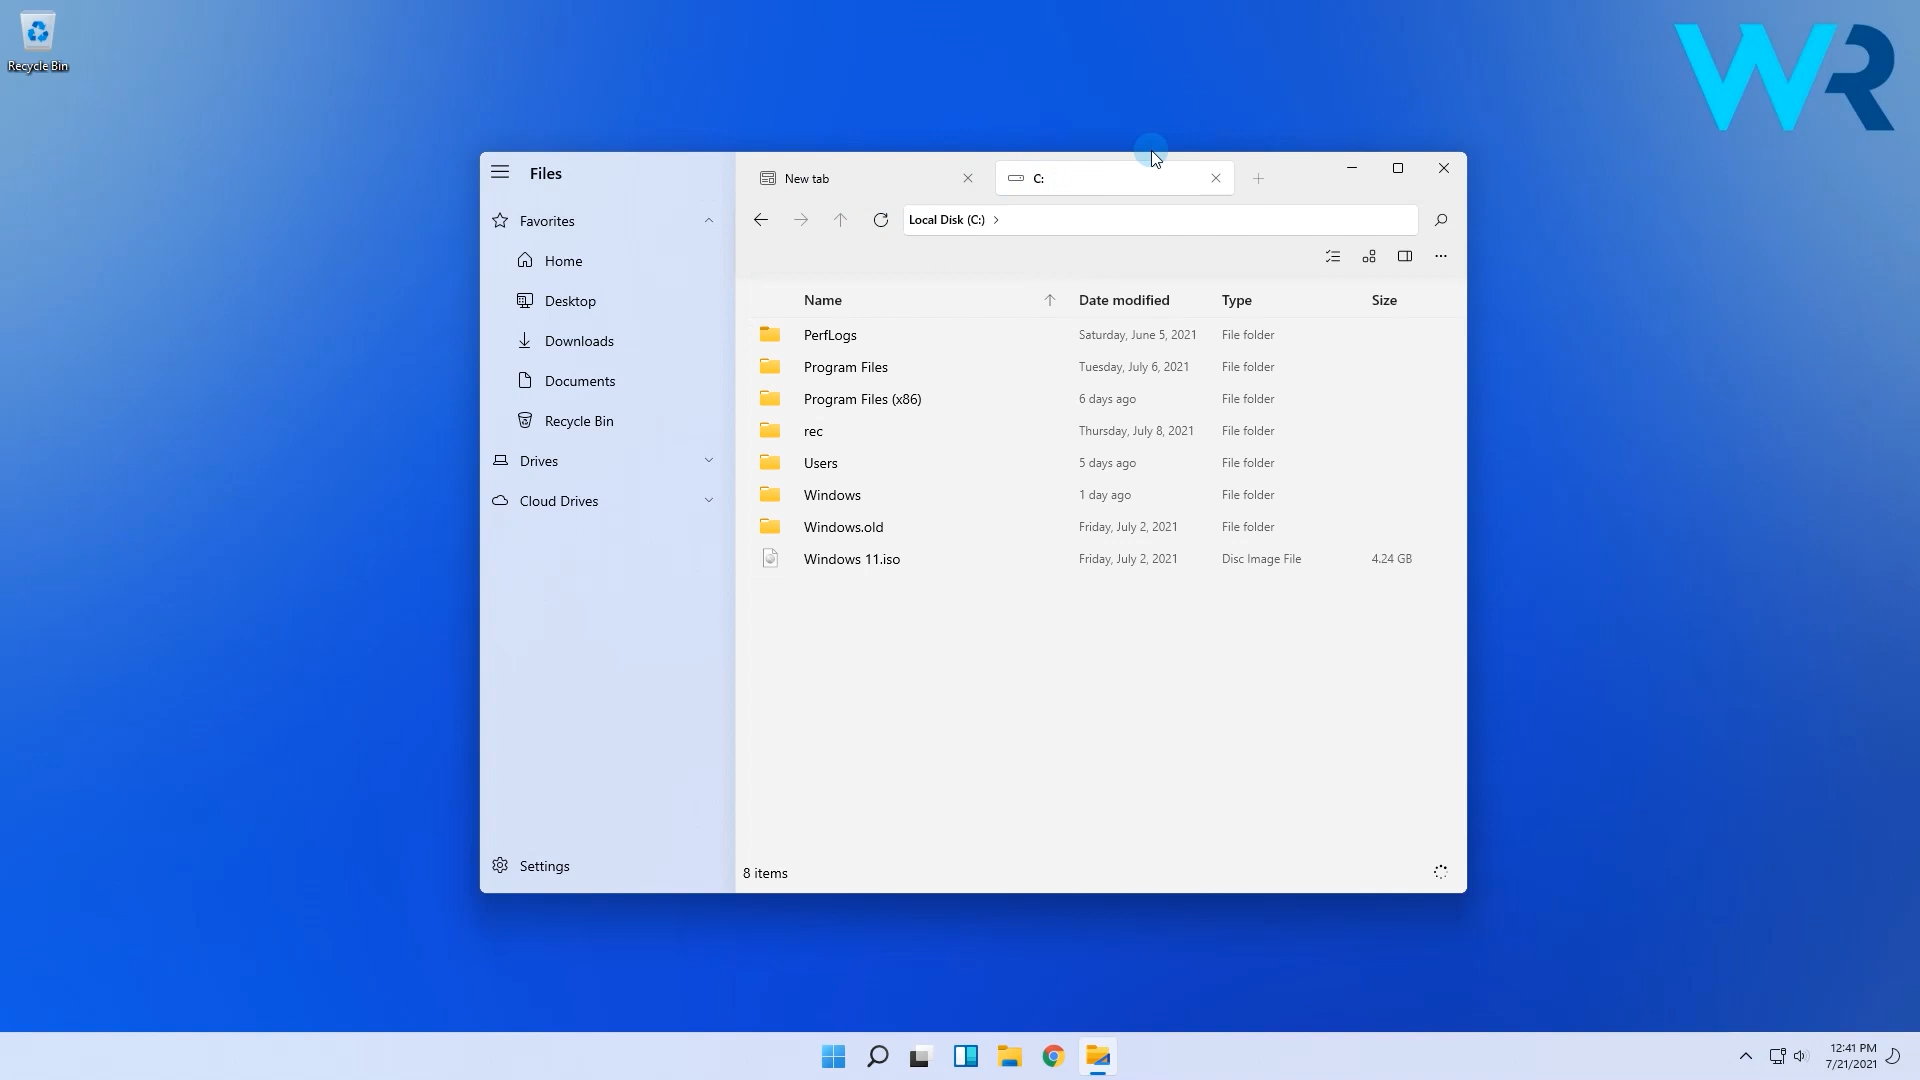 Recycle Bin
WR
Files
New tab
C:
Favorites
Local Disk (C:)
Home
Desktop
Downloads
Documents
Recycle Bin
Drives
Cloud Drives
Settings
Name Date modified Type Size
PerfLogs Saturday, June 5, 2021 File folder
Program Files Tuesday, July 6, 2021 File folder
Program Files (x86) 6 days ago File folder
rec Thursday, July 8, 2021 File folder
Users 5 days ago File folder
Windows 1 day ago File folder
Windows.old Friday, July 2, 2021 File folder
Windows 11.iso Friday, July 2, 2021 Disc Image File 4.24 GB
8 items
12:41 PM
7/21/2021